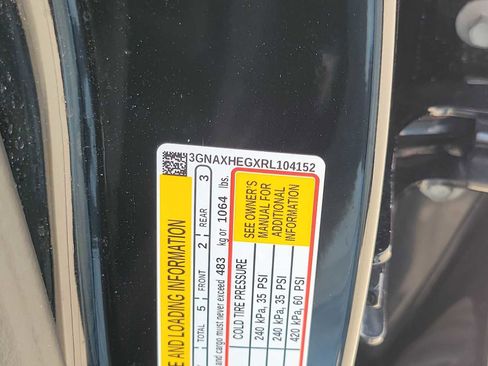 3GNAXHEGXRL104152
E AND LOADING INFORMATION
TOTAL 5 FRONT 2 REAR 3
and cargo must never exceed 483 kg or 1064 lbs.
COLD TIRE PRESSURE
240 kPa, 35 PSI
240 kPa, 35 PSI
420 kPa, 60 PSI
SEE OWNER'S
MANUAL FOR
ADDITIONAL
INFORMATION